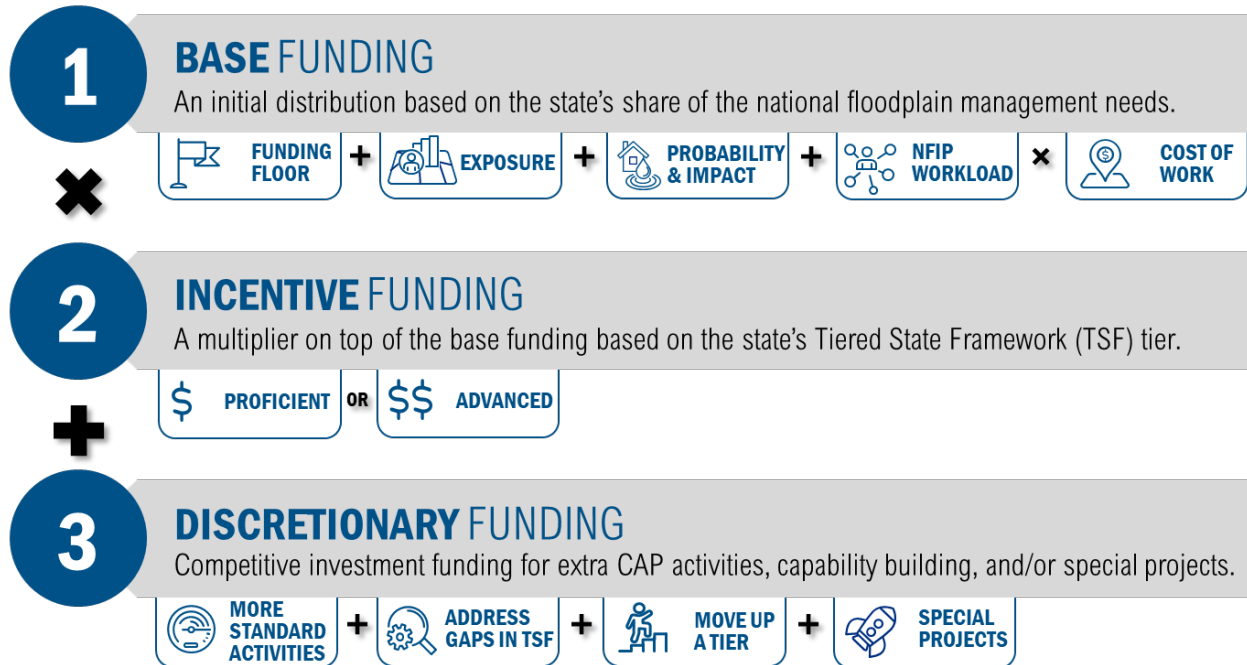 1
BASE FUNDING
An initial distribution based on the state's share of the national floodplain management needs.
FUNDING
FLOOR
+
EXPOSURE
+
PROBABILITY
& IMPACT
+
NFIP
WORKLOAD
×
COST OF
WORK
×
2
INCENTIVE FUNDING
A multiplier on top of the base funding based on the state's Tiered State Framework (TSF) tier.
$
PROFICIENT
OR
$$
ADVANCED
+
3
DISCRETIONARY FUNDING
Competitive investment funding for extra CAP activities, capability building, and/or special projects.
MORE
STANDARD
ACTIVITIES
+
ADDRESS
GAPS IN TSF
+
MOVE UP
A TIER
+
SPECIAL
PROJECTS